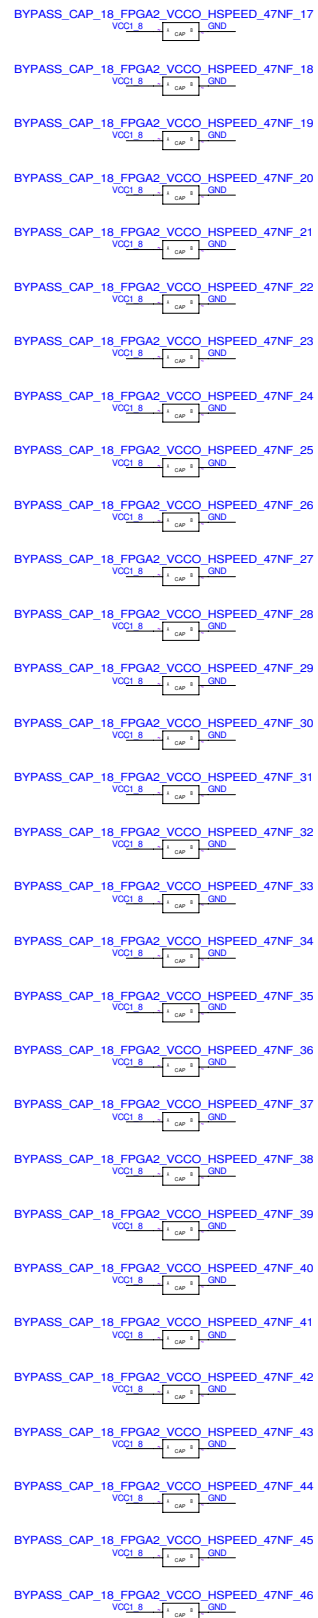 BYPASS_CAP_18_FPGA2_VCCO_HSPEED_47NF_17
VCC1_8 A CAP B GND
BYPASS_CAP_18_FPGA2_VCCO_HSPEED_47NF_18
VCC1_8 A CAP B GND
BYPASS_CAP_18_FPGA2_VCCO_HSPEED_47NF_19
VCC1_8 A CAP B GND
BYPASS_CAP_18_FPGA2_VCCO_HSPEED_47NF_20
VCC1_8 A CAP B GND
BYPASS_CAP_18_FPGA2_VCCO_HSPEED_47NF_21
VCC1_8 A CAP B GND
BYPASS_CAP_18_FPGA2_VCCO_HSPEED_47NF_22
VCC1_8 A CAP B GND
BYPASS_CAP_18_FPGA2_VCCO_HSPEED_47NF_23
VCC1_8 A CAP B GND
BYPASS_CAP_18_FPGA2_VCCO_HSPEED_47NF_24
VCC1_8 A CAP B GND
BYPASS_CAP_18_FPGA2_VCCO_HSPEED_47NF_25
VCC1_8 A CAP B GND
BYPASS_CAP_18_FPGA2_VCCO_HSPEED_47NF_26
VCC1_8 A CAP B GND
BYPASS_CAP_18_FPGA2_VCCO_HSPEED_47NF_27
VCC1_8 A CAP B GND
BYPASS_CAP_18_FPGA2_VCCO_HSPEED_47NF_28
VCC1_8 A CAP B GND
BYPASS_CAP_18_FPGA2_VCCO_HSPEED_47NF_29
VCC1_8 A CAP B GND
BYPASS_CAP_18_FPGA2_VCCO_HSPEED_47NF_30
VCC1_8 A CAP B GND
BYPASS_CAP_18_FPGA2_VCCO_HSPEED_47NF_31
VCC1_8 A CAP B GND
BYPASS_CAP_18_FPGA2_VCCO_HSPEED_47NF_32
VCC1_8 A CAP B GND
BYPASS_CAP_18_FPGA2_VCCO_HSPEED_47NF_33
VCC1_8 A CAP B GND
BYPASS_CAP_18_FPGA2_VCCO_HSPEED_47NF_34
VCC1_8 A CAP B GND
BYPASS_CAP_18_FPGA2_VCCO_HSPEED_47NF_35
VCC1_8 A CAP B GND
BYPASS_CAP_18_FPGA2_VCCO_HSPEED_47NF_36
VCC1_8 A CAP B GND
BYPASS_CAP_18_FPGA2_VCCO_HSPEED_47NF_37
VCC1_8 A CAP B GND
BYPASS_CAP_18_FPGA2_VCCO_HSPEED_47NF_38
VCC1_8 A CAP B GND
BYPASS_CAP_18_FPGA2_VCCO_HSPEED_47NF_39
VCC1_8 A CAP B GND
BYPASS_CAP_18_FPGA2_VCCO_HSPEED_47NF_40
VCC1_8 A CAP B GND
BYPASS_CAP_18_FPGA2_VCCO_HSPEED_47NF_41
VCC1_8 A CAP B GND
BYPASS_CAP_18_FPGA2_VCCO_HSPEED_47NF_42
VCC1_8 A CAP B GND
BYPASS_CAP_18_FPGA2_VCCO_HSPEED_47NF_43
VCC1_8 A CAP B GND
BYPASS_CAP_18_FPGA2_VCCO_HSPEED_47NF_44
VCC1_8 A CAP B GND
BYPASS_CAP_18_FPGA2_VCCO_HSPEED_47NF_45
VCC1_8 A CAP B GND
BYPASS_CAP_18_FPGA2_VCCO_HSPEED_47NF_46
VCC1_8 A CAP B GND